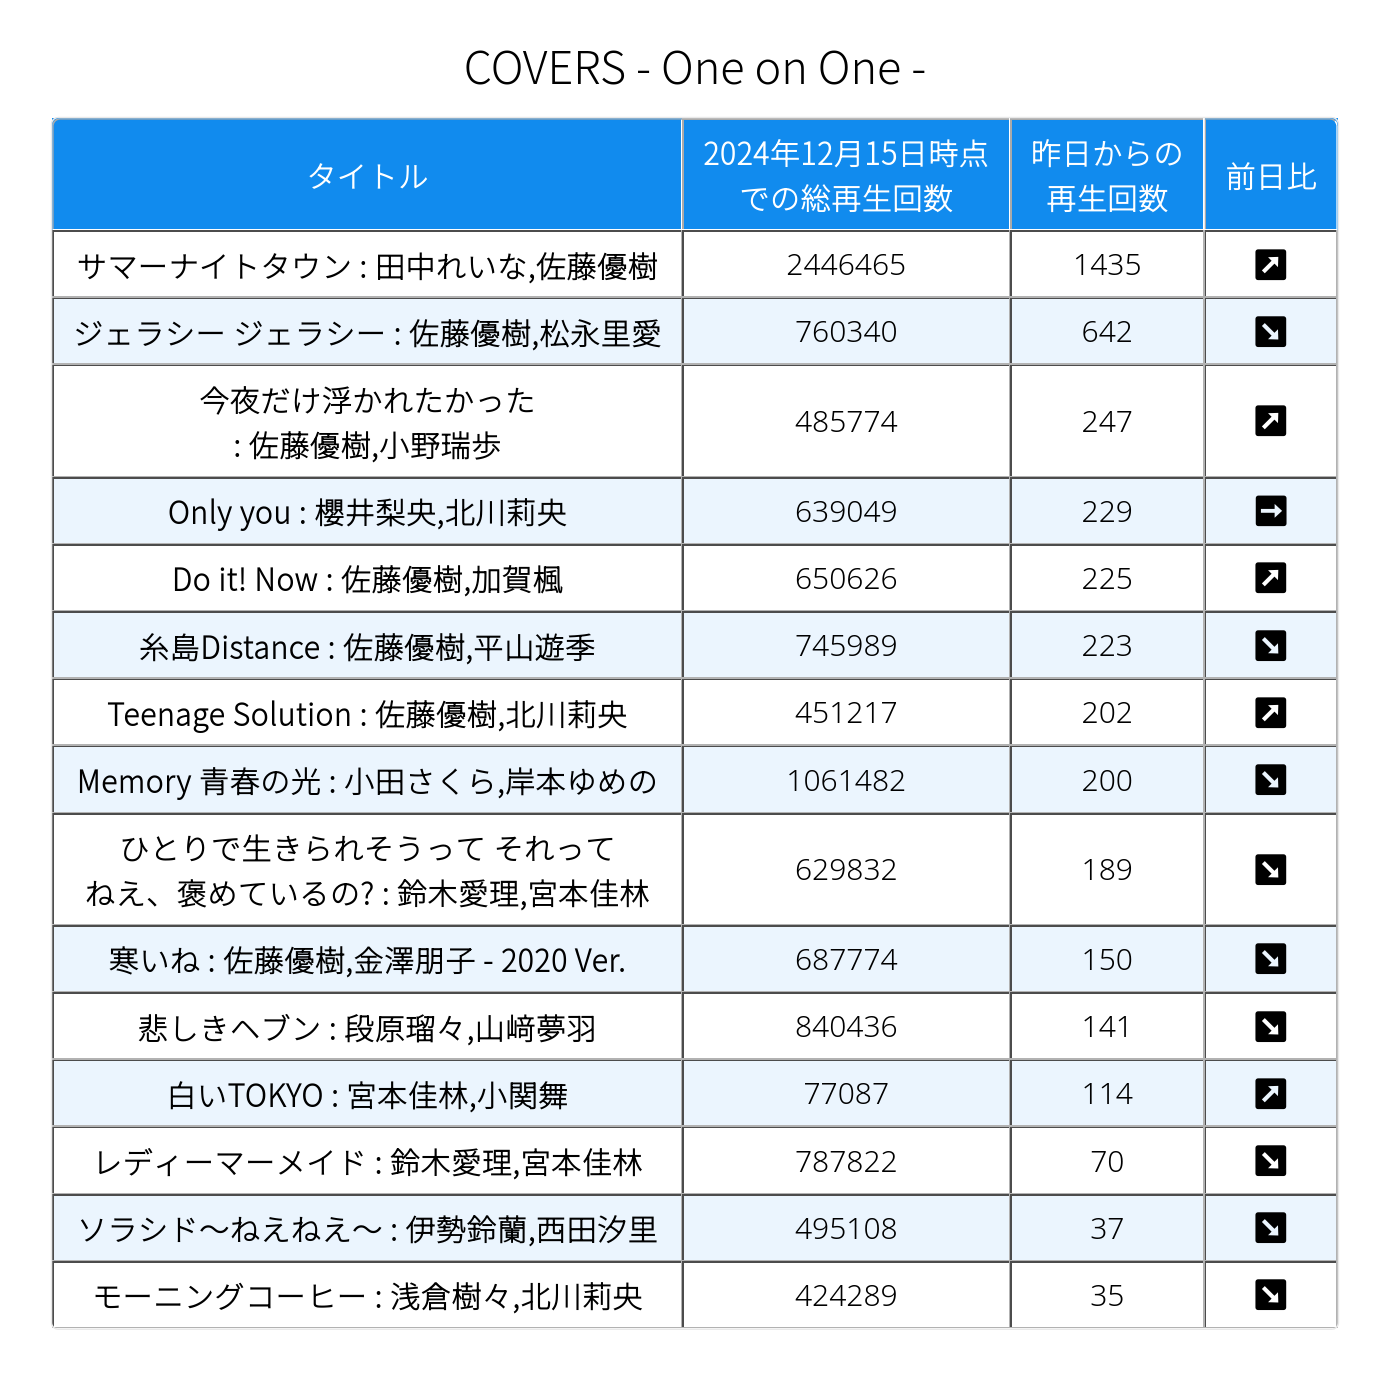 COVERS - One on One -
タイトル
2024年12月15日時点
での総再生回数
昨日からの
再生回数
前日比
サマーナイトタウン : 田中れいな,佐藤優樹 2446465 1435
ジェラシー ジェラシー : 佐藤優樹,松永里愛 760340 642
今夜だけ浮かれたかった
: 佐藤優樹,小野瑞歩 485774 247
Only you : 櫻井梨央,北川莉央 639049 229
Do it! Now : 佐藤優樹,加賀楓 650626 225
糸島Distance : 佐藤優樹,平山遊季 745989 223
Teenage Solution : 佐藤優樹,北川莉央 451217 202
Memory 青春の光 : 小田さくら,岸本ゆめの 1061482 200
ひとりで生きられそうって それって
ねえ、褒めているの? : 鈴木愛理,宮本佳林 629832 189
寒いね : 佐藤優樹,金澤朋子 - 2020 Ver. 687774 150
悲しきヘブン : 段原瑠々,山﨑夢羽 840436 141
白いTOKYO : 宮本佳林,小関舞 77087 114
レディーマーメイド : 鈴木愛理,宮本佳林 787822 70
ソラシド～ねえねえ～ : 伊勢鈴蘭,西田汐里 495108 37
モーニングコーヒー : 浅倉樹々,北川莉央 424289 35